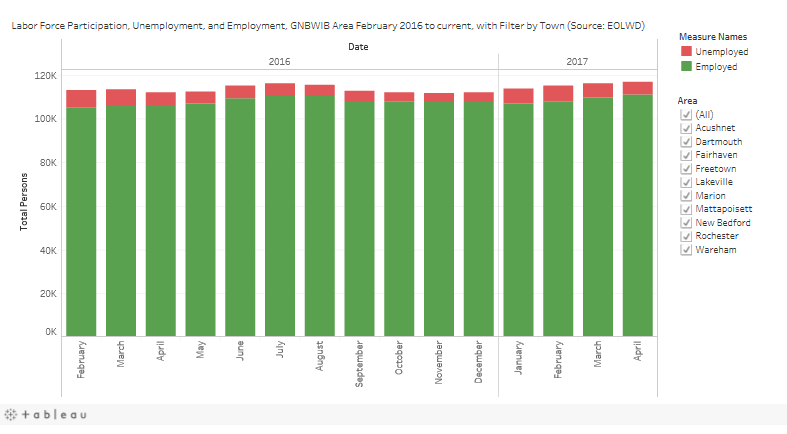 Labor Force Participation, Unemployment, and Employment, GNBWIB Area February 2016 to current, with Filter by Town (Source: EOLWD)
Date
2016
2017
120K
100K
80K
60K
40K
20K
0K
Total Persons
February
March
April
May
June
July
August
September
October
November
December
January
February
March
April
Measure Names
Unemployed
Employed
Area
(All)
Acushnet
Dartmouth
Fairhaven
Freetown
Lakeville
Marion
Mattapoisett
New Bedford
Rochester
Wareham
+ableau